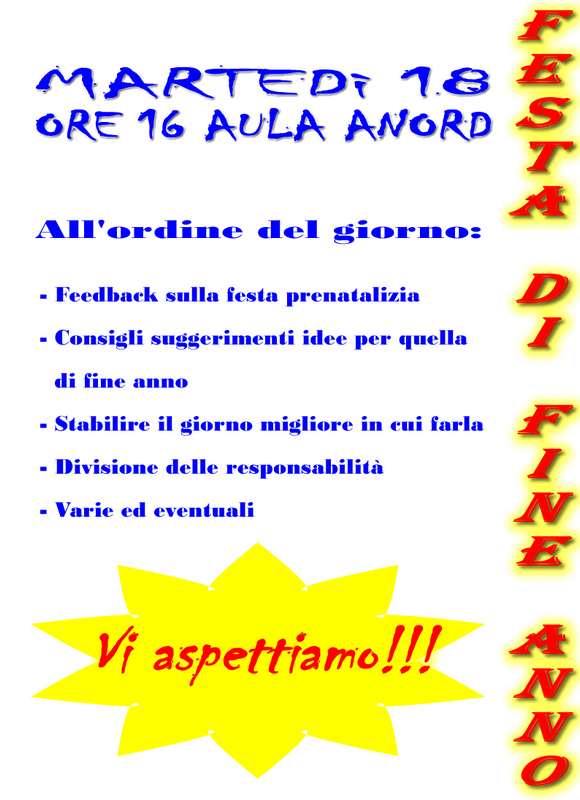 MARTEDì 18
ORE 16 AULA ANORD
All'ordine del giorno:
- Feedback sulla festa prenatalizia
- Consigli suggerimenti idee per quella
di fine anno
- Stabilire il giorno migliore in cui farla
- Divisione delle responsabilità
- Varie ed eventuali
Vi aspettiamo!!!
FESTA DI FINE ANNO